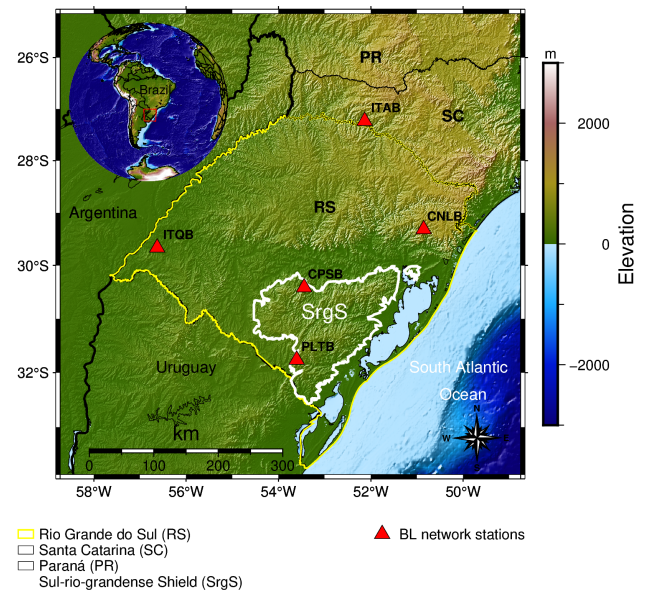 26°S
28°S
30°S
32°S
58°W
56°W
54°W
52°W
50°W
Brazil
PR
ITAB
SC
Argentina
RS
CNLB
ITQB
CPSB
SrgS
PLTB
Uruguay
South Atlantic
Ocean
km
0
100
200
300
N
W
m
2000
0
−2000
Elevation
Rio Grande do Sul (RS)
Santa Catarina (SC)
Paraná (PR)
Sul-rio-grandense Shield (SrgS)
BL network stations